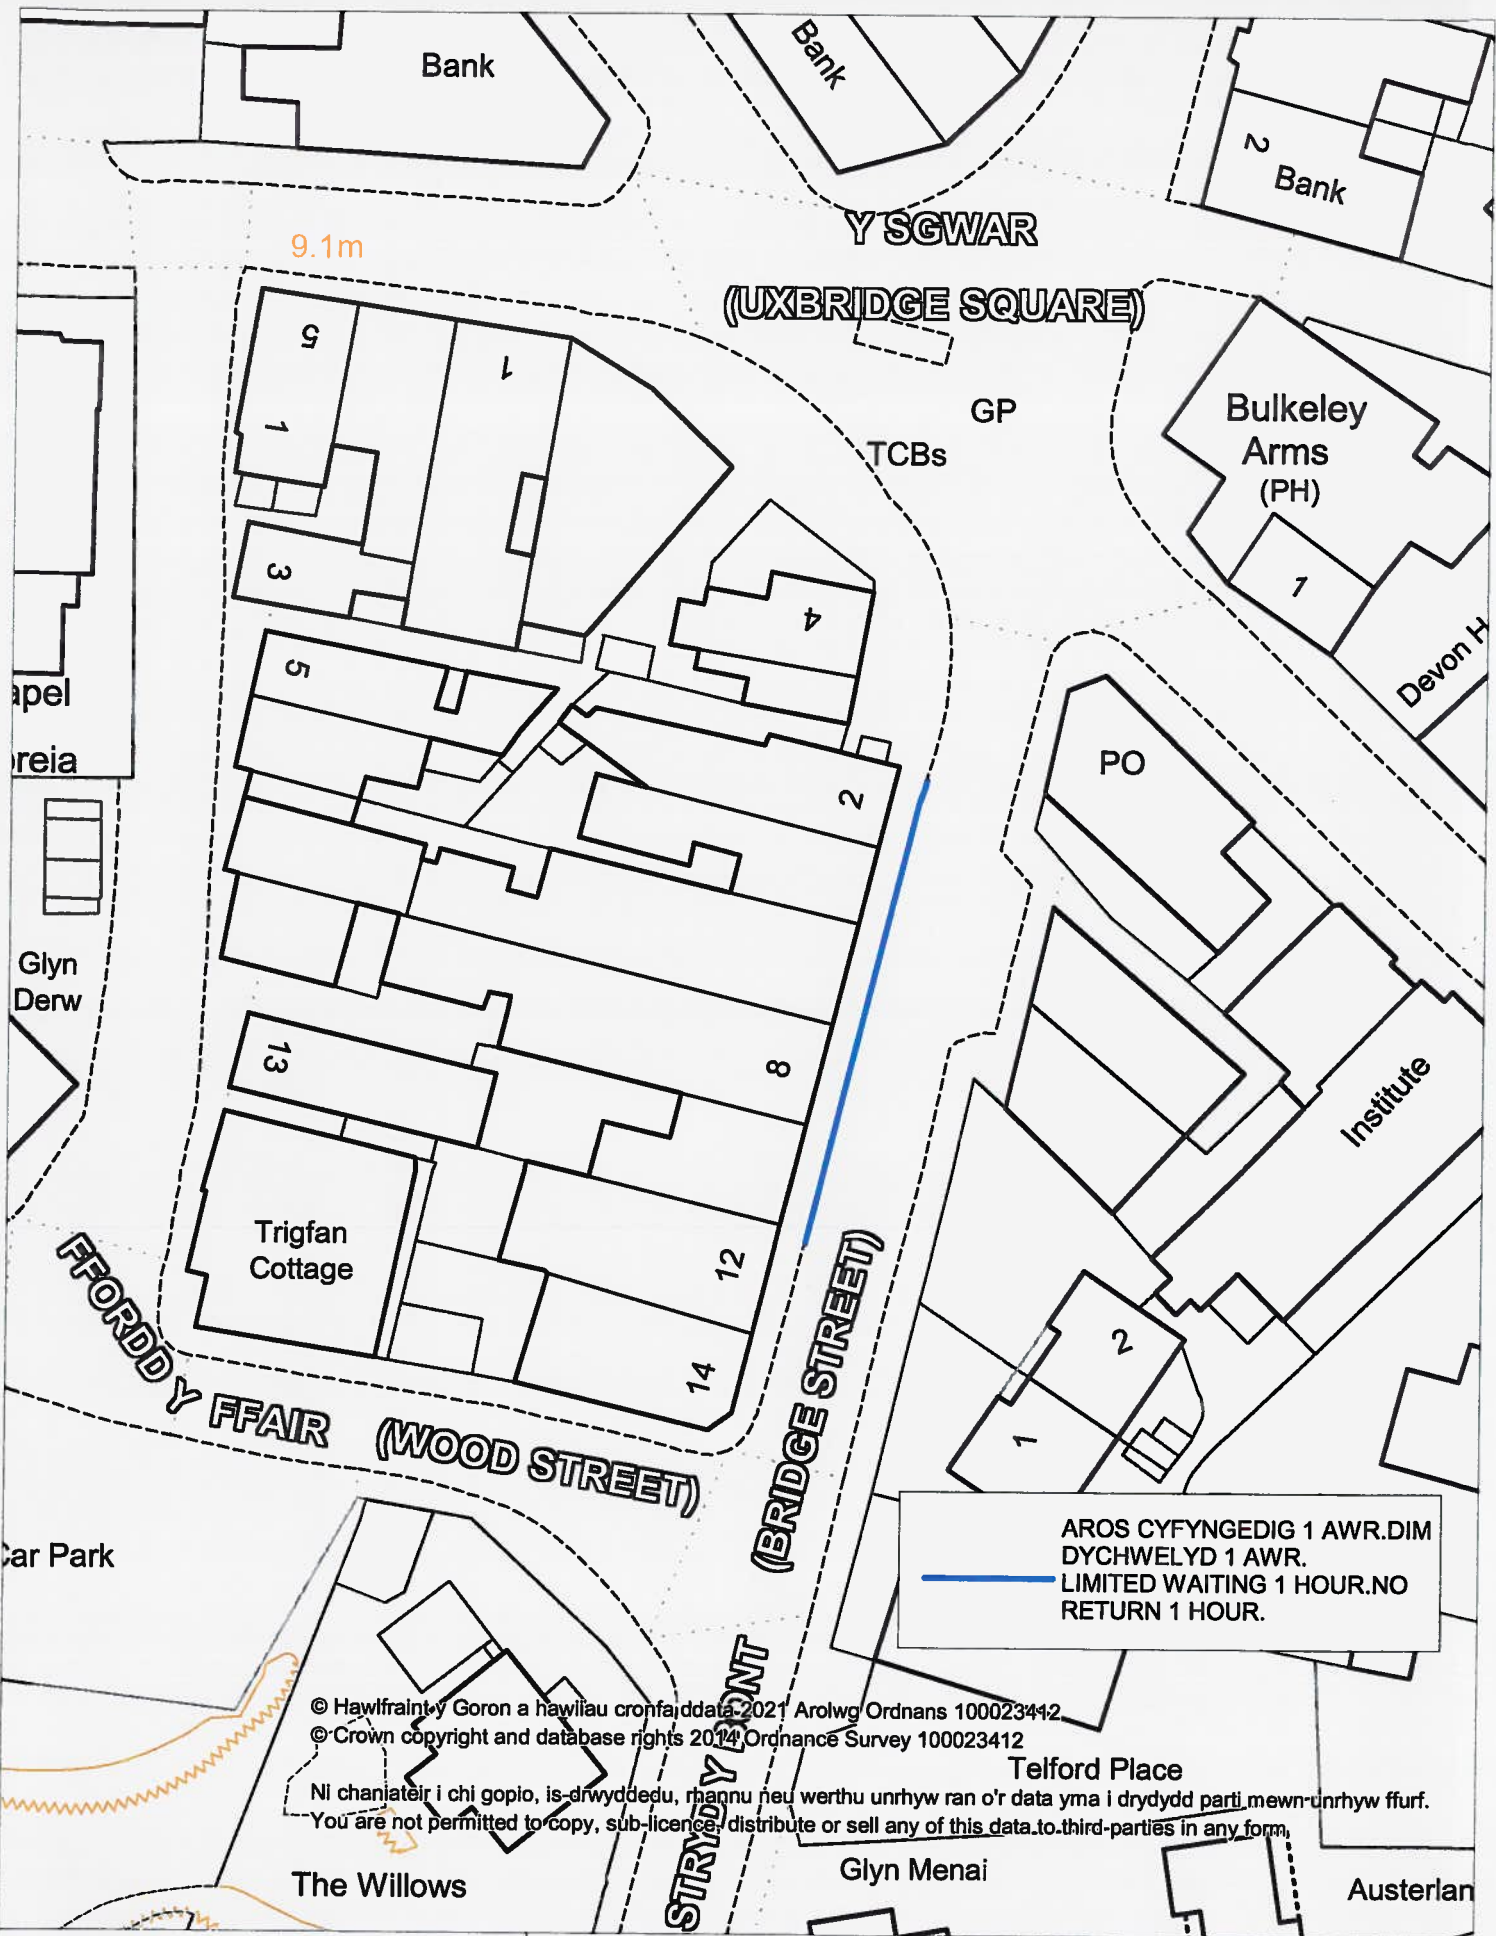 Bank
Bank
2
Bank
Y SGWAR
9.1m
(UXBRIDGE SQUARE)
5
1
1
GP
TCBs
Bulkeley
Arms
(PH)
1
3
4
Devon H
5
apel
reia
PO
2
Glyn
Derw
13
8
Institute
Trigfan
Cottage
12
2
14
1
FFORDD Y FFAIR (WOOD STREET)
(BRIDGE STREET)
STRYD Y BONT
Car Park
AROS CYFYNGEDIG 1 AWR.DIM
DYCHWELYD 1 AWR.
LIMITED WAITING 1 HOUR.NO
RETURN 1 HOUR.
© Hawlfraint y Goron a hawliau cronfa ddata 2021 Arolwg Ordnans 100023412
© Crown copyright and database rights 2014 Ordnance Survey 100023412
Telford Place
Ni chaniateir i chi gopio, is-drwyddedu, rhannu neu werthu unrhyw ran o'r data yma i drydydd parti mewn unrhyw ffurf.
You are not permitted to copy, sub-licence, distribute or sell any of this data to third-parties in any form.
Glyn Menai
The Willows
Austerlan